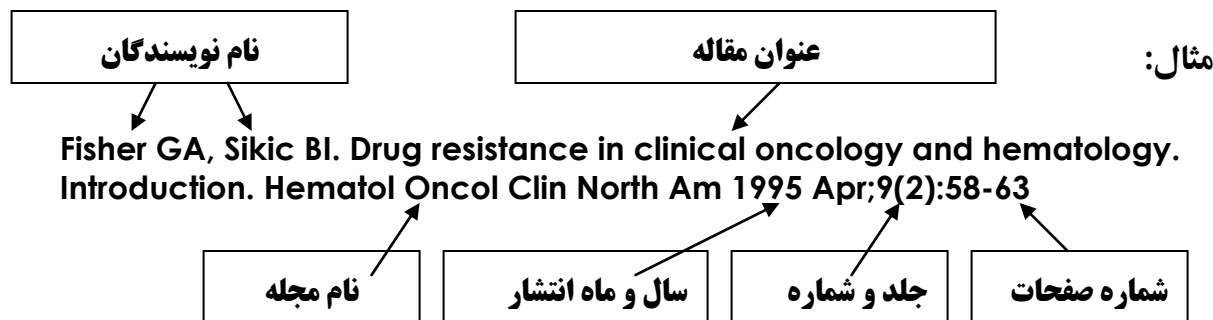 مثال:
عنوان مقاله
نام نویسندگان
Fisher GA, Sikic BI. Drug resistance in clinical oncology and hematology.
Introduction. Hematol Oncol Clin North Am 1995 Apr;9(2):58-63
شماره صفحات
جلد و شماره
سال و ماه انتشار
نام مجله